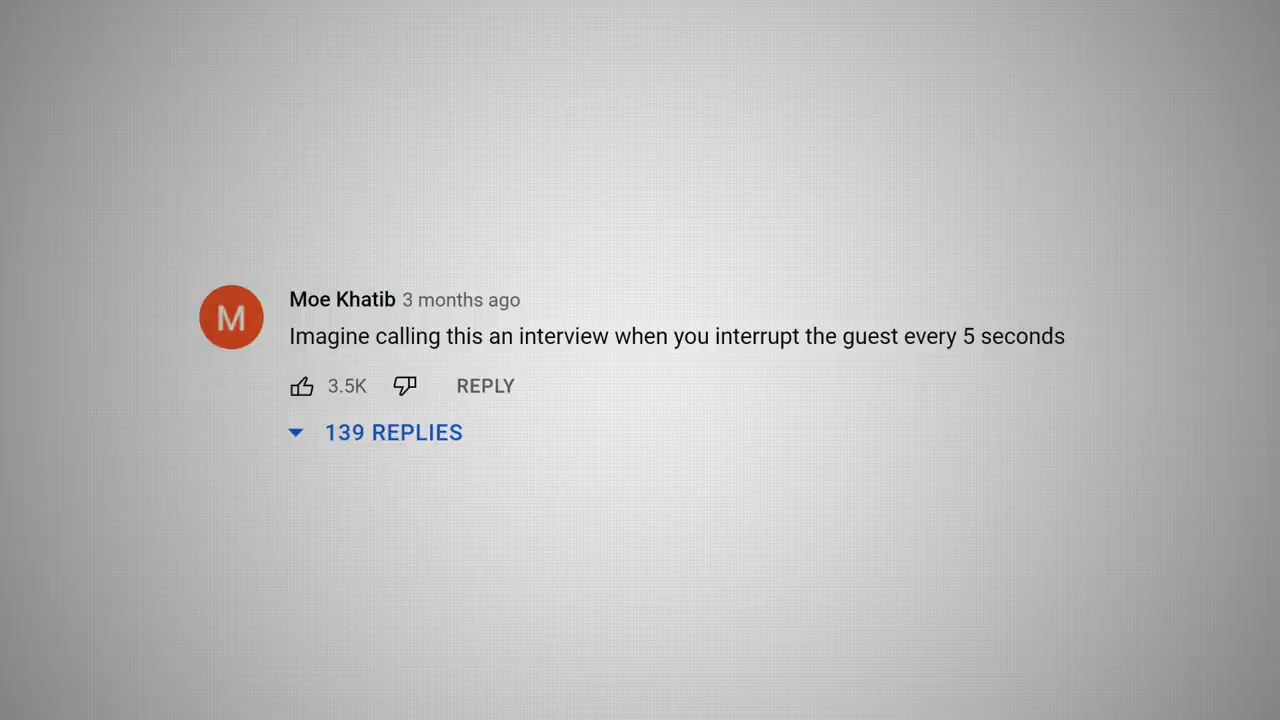 M
Moe Khatib 3 months ago
Imagine calling this an interview when you interrupt the guest every 5 seconds
3.5K REPLY
139 REPLIES